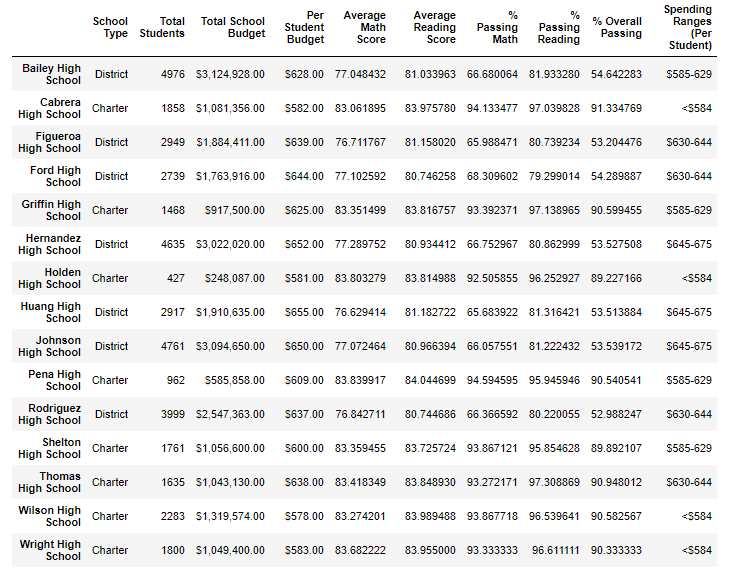 School Type Total Students Total School Budget Per Student Budget Average Math Score Average Reading Score % Passing Math % Passing Reading % Overall Passing Spending Ranges (Per Student)
Bailey High School District 4976 $3,124,928.00 $628.00 77.048432 81.033963 66.680064 81.933280 54.642283 $585-629
Cabrera High School Charter 1858 $1,081,356.00 $582.00 83.061895 83.975780 94.133477 97.039828 91.334769 <$584
Figueroa High School District 2949 $1,884,411.00 $639.00 76.711767 81.158020 65.988471 80.739234 53.204476 $630-644
Ford High School District 2739 $1,763,916.00 $644.00 77.102592 80.746258 68.309602 79.299014 54.289887 $630-644
Griffin High School Charter 1468 $917,500.00 $625.00 83.351499 83.816757 93.392371 97.138965 90.599455 $585-629
Hernandez High School District 4635 $3,022,020.00 $652.00 77.289752 80.934412 66.752967 80.862999 53.527508 $645-675
Holden High School Charter 427 $248,087.00 $581.00 83.803279 83.814988 92.505855 96.252927 89.227166 <$584
Huang High School District 2917 $1,910,635.00 $655.00 76.629414 81.182722 65.683922 81.316421 53.513884 $645-675
Johnson High School District 4761 $3,094,650.00 $650.00 77.072464 80.966394 66.057551 81.222432 53.539172 $645-675
Pena High School Charter 962 $585,858.00 $609.00 83.839917 84.044699 94.594595 95.945946 90.540541 $585-629
Rodriguez High School District 3999 $2,547,363.00 $637.00 76.842711 80.744686 66.366592 80.220055 52.988247 $630-644
Shelton High School Charter 1761 $1,056,600.00 $600.00 83.359455 83.725724 93.867121 95.854628 89.892107 $585-629
Thomas High School Charter 1635 $1,043,130.00 $638.00 83.418349 83.848930 93.272171 97.308869 90.948012 $630-644
Wilson High School Charter 2283 $1,319,574.00 $578.00 83.274201 83.989488 93.867718 96.539641 90.582567 <$584
Wright High School Charter 1800 $1,049,400.00 $583.00 83.682222 83.955000 93.333333 96.611111 90.333333 <$584